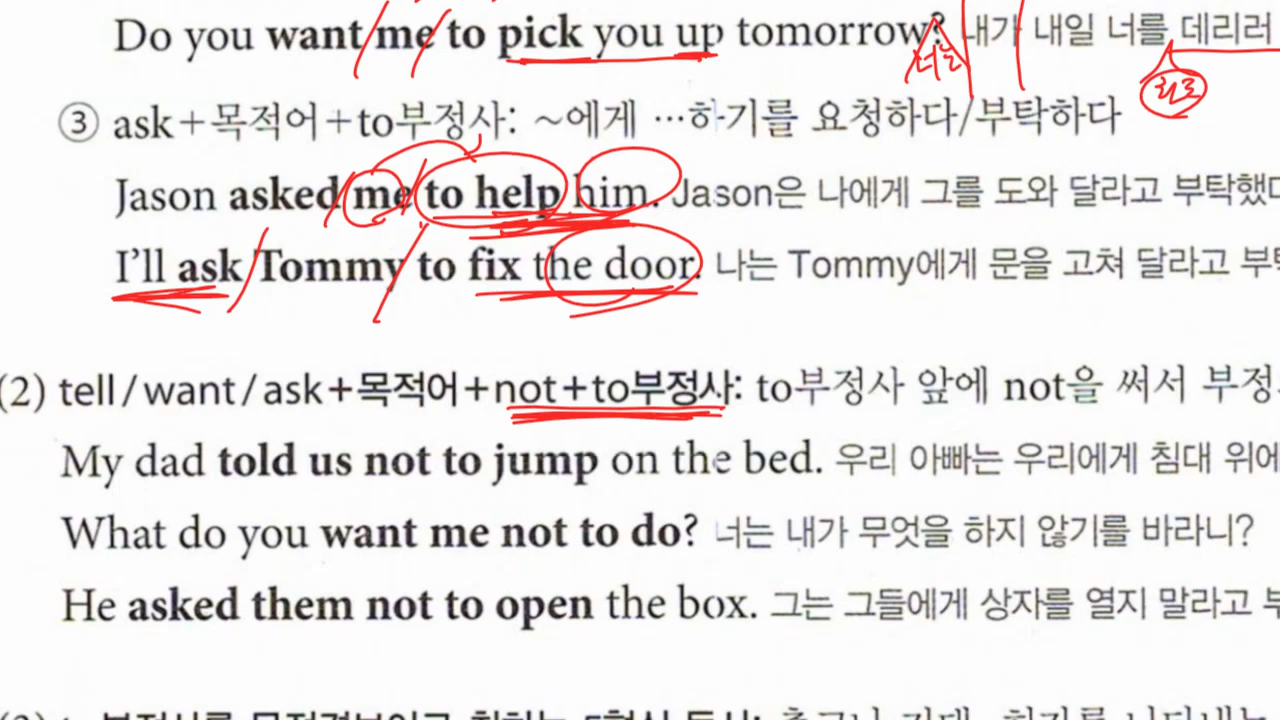 Do you want me to pick you up tomorrow? 내가 내일 너를 데리러
너는
③ ask+목적어+to부정사: ~에게 …하기를 요청하다/부탁하다
Jason asked me to help him. Jason은 나에게 그를 도와 달라고 부탁했다
I'll ask Tommy to fix the door. 나는 Tommy에게 문을 고쳐 달라고 부탁
(2) tell/want/ask+목적어+not+to부정사: to부정사 앞에 not을 써서 부정
My dad told us not to jump on the bed. 우리 아빠는 우리에게 침대 위에
What do you want me not to do? 너는 내가 무엇을 하지 않기를 바라니?
He asked them not to open the box. 그는 그들에게 상자를 열지 말라고 부